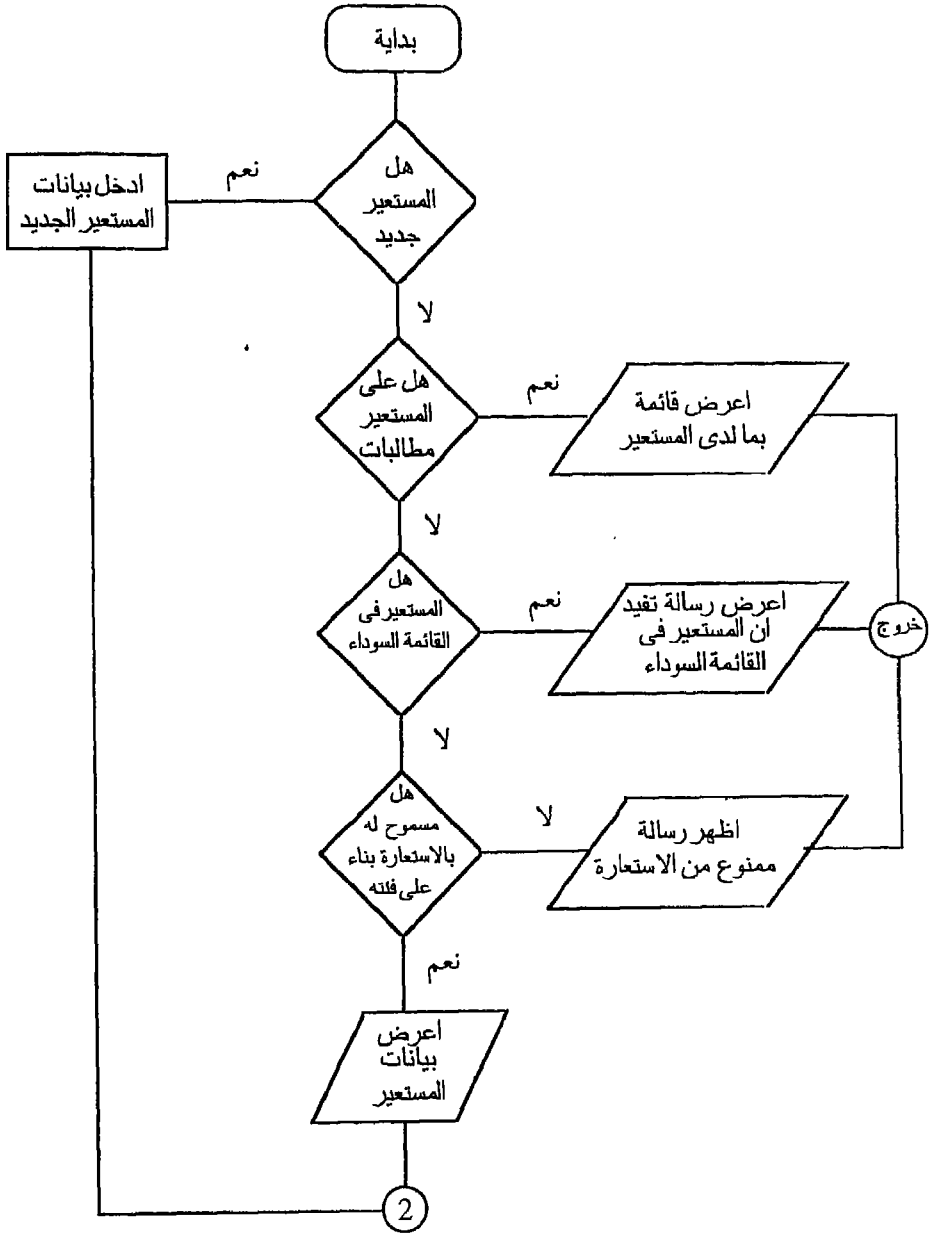 بداية
هل
المستعير
جديد
نعم
ادخل بيانات
المستعير الجديد
لا
هل على
المستعير
مطالبات
نعم
اعرض قائمة
بما لدى المستعير
لا
هل
المستعير فى
القائمة السوداء
نعم
اعرض رسالة تفيد
ان المستعير فى
القائمة السوداء
خروج
لا
هل
مسموح له
بالاستعارة بناء
على فئته
لا
اظهر رسالة
ممنوع من الاستعارة
نعم
اعرض
بيانات
المستعير
2